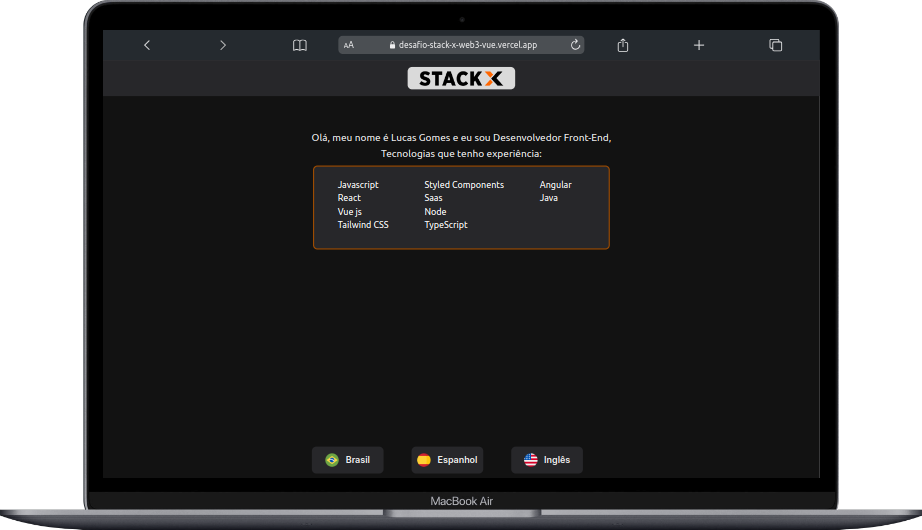 AA desafio-stack-x-web3-vue.vercel.app
STACK X
Olá, meu nome é Lucas Gomes e eu sou Desenvolvedor Front-End,
Tecnologias que tenho experiência:
Javascript
React
Vue js
Tailwind CSS
Styled Components
Saas
Node
TypeScript
Angular
Java
Brasil
Espanhol
Inglês
MacBook Air